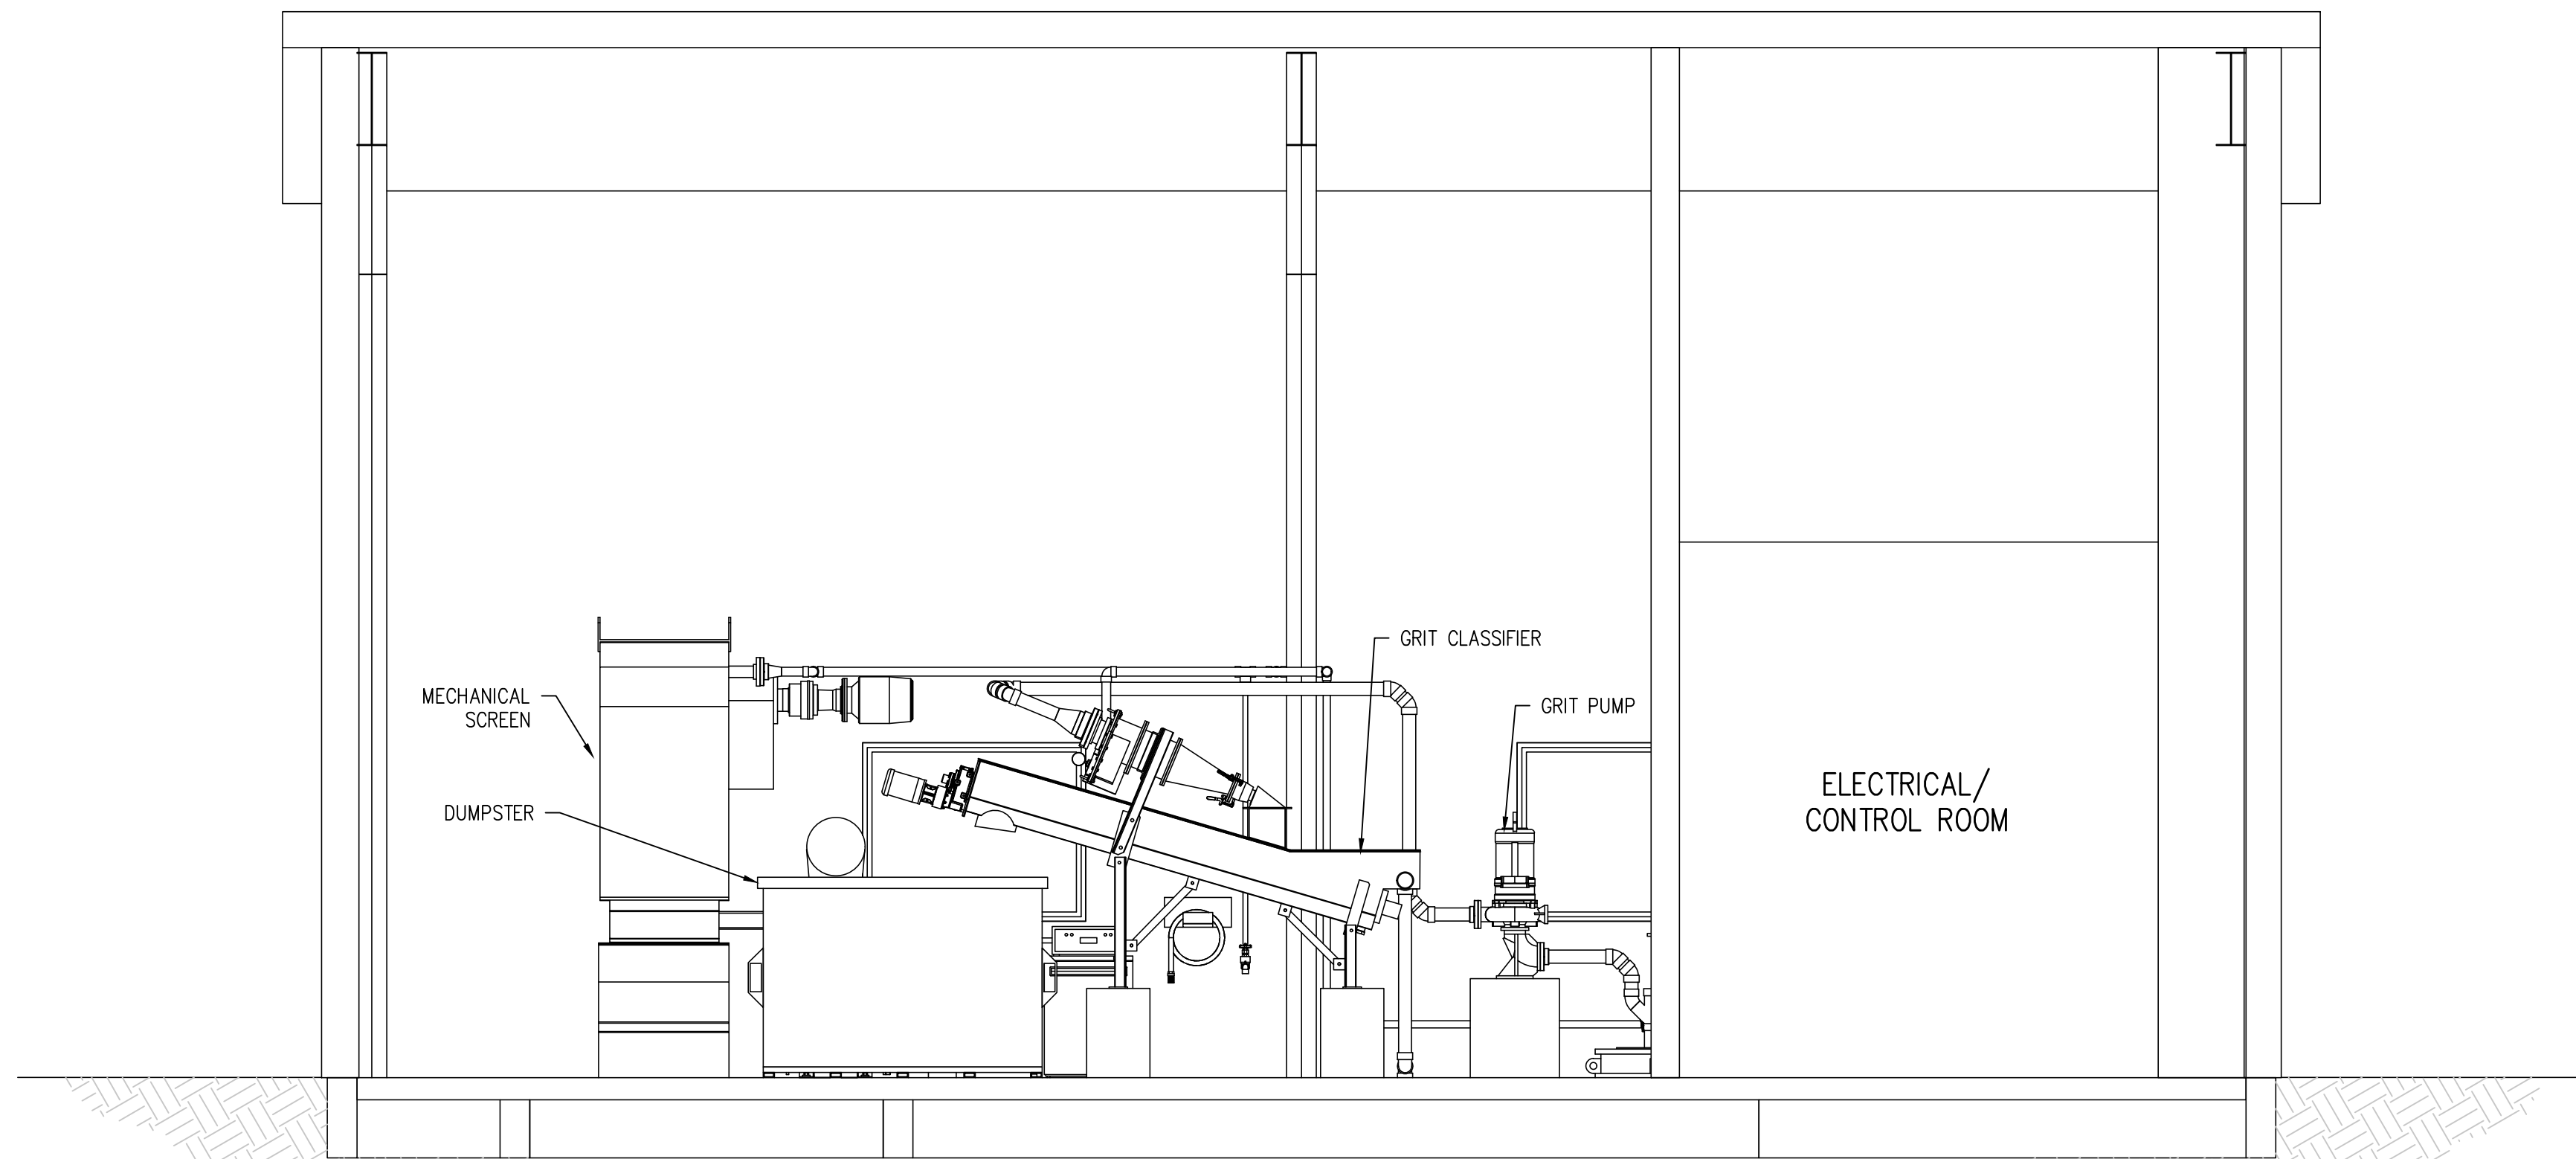 GRIT CLASSIFIER
MECHANICAL
SCREEN
GRIT PUMP
DUMPSTER
ELECTRICAL/
CONTROL ROOM